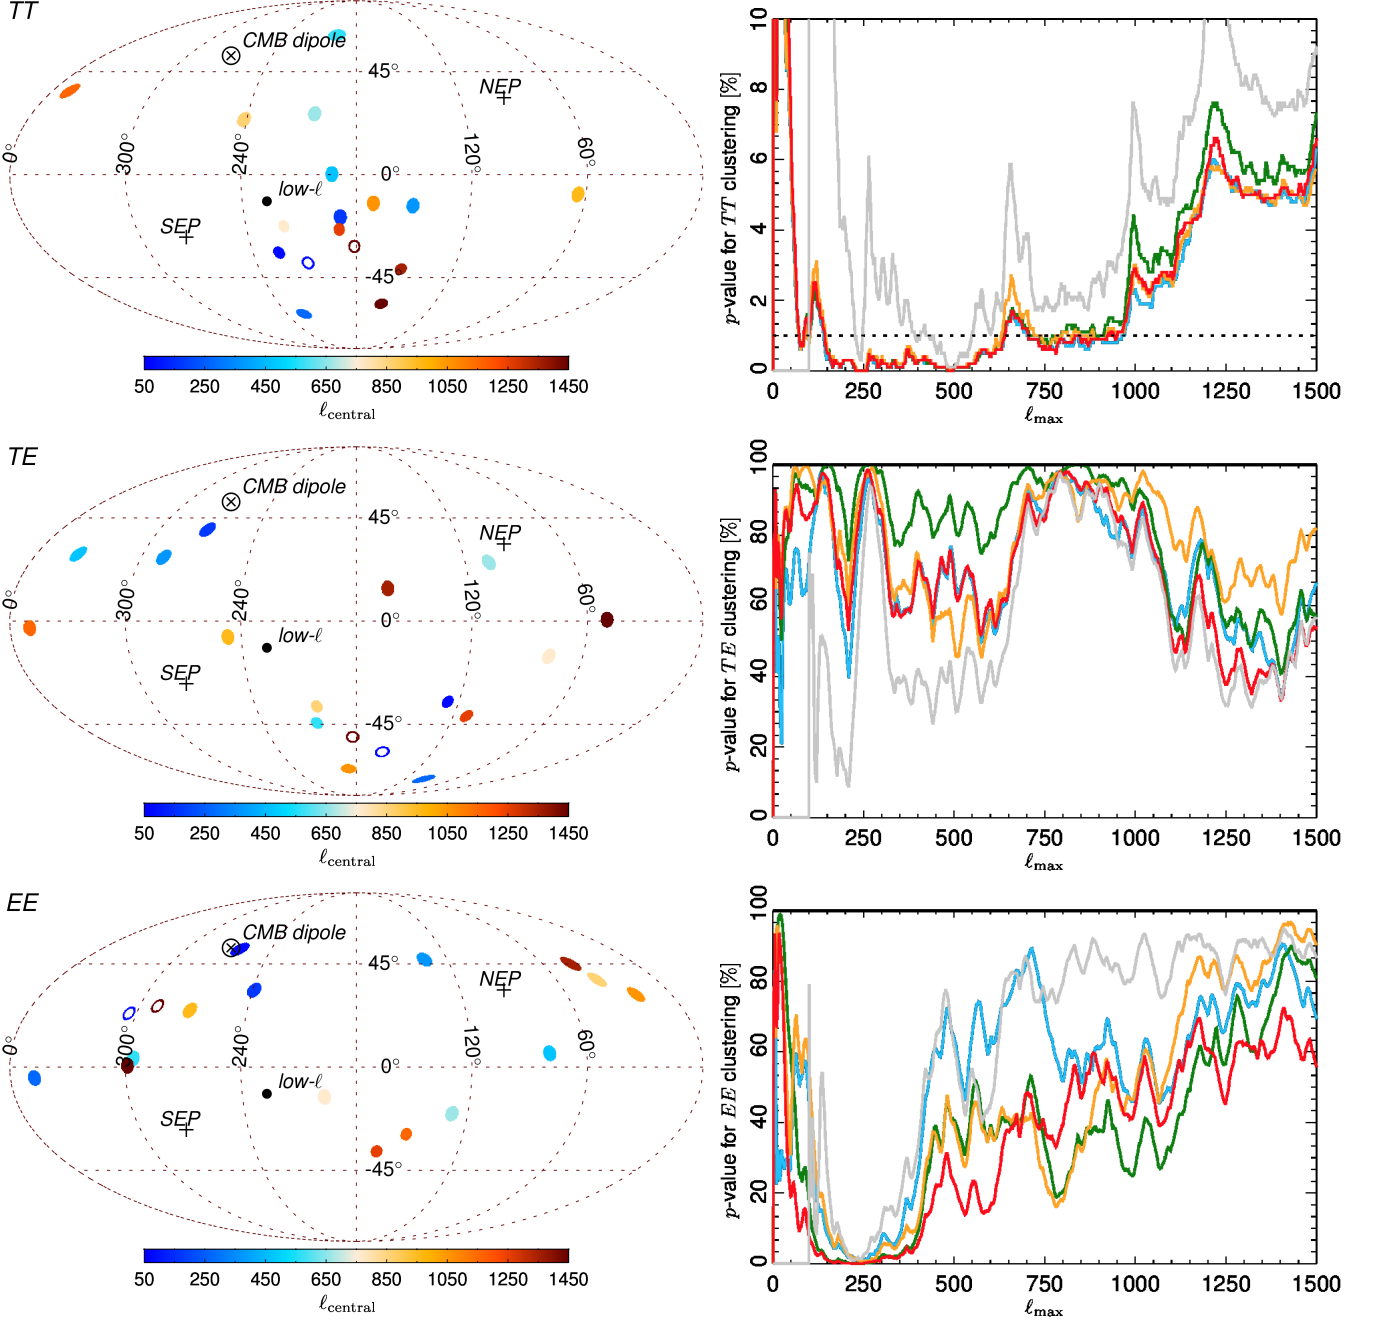 TT
CMB dipole
45°
NEP
0°
300°
240°
120°
60°
0°
low-ℓ
SEP
-45°
50 250 450 650 850 1050 1250 1450
ℓcentral
p-value for TT clustering [%]
10
8
6
4
2
0
0 250 500 750 1000 1250 1500
ℓmax
TE
CMB dipole
45°
NEP
0°
300°
240°
120°
60°
0°
low-ℓ
SEP
-45°
50 250 450 650 850 1050 1250 1450
ℓcentral
p-value for TE clustering [%]
100
80
60
40
20
0
0 250 500 750 1000 1250 1500
ℓmax
EE
CMB dipole
45°
NEP
0°
300°
240°
120°
60°
0°
low-ℓ
SEP
-45°
50 250 450 650 850 1050 1250 1450
ℓcentral
p-value for EE clustering [%]
100
80
60
40
20
0
0 250 500 750 1000 1250 1500
ℓmax